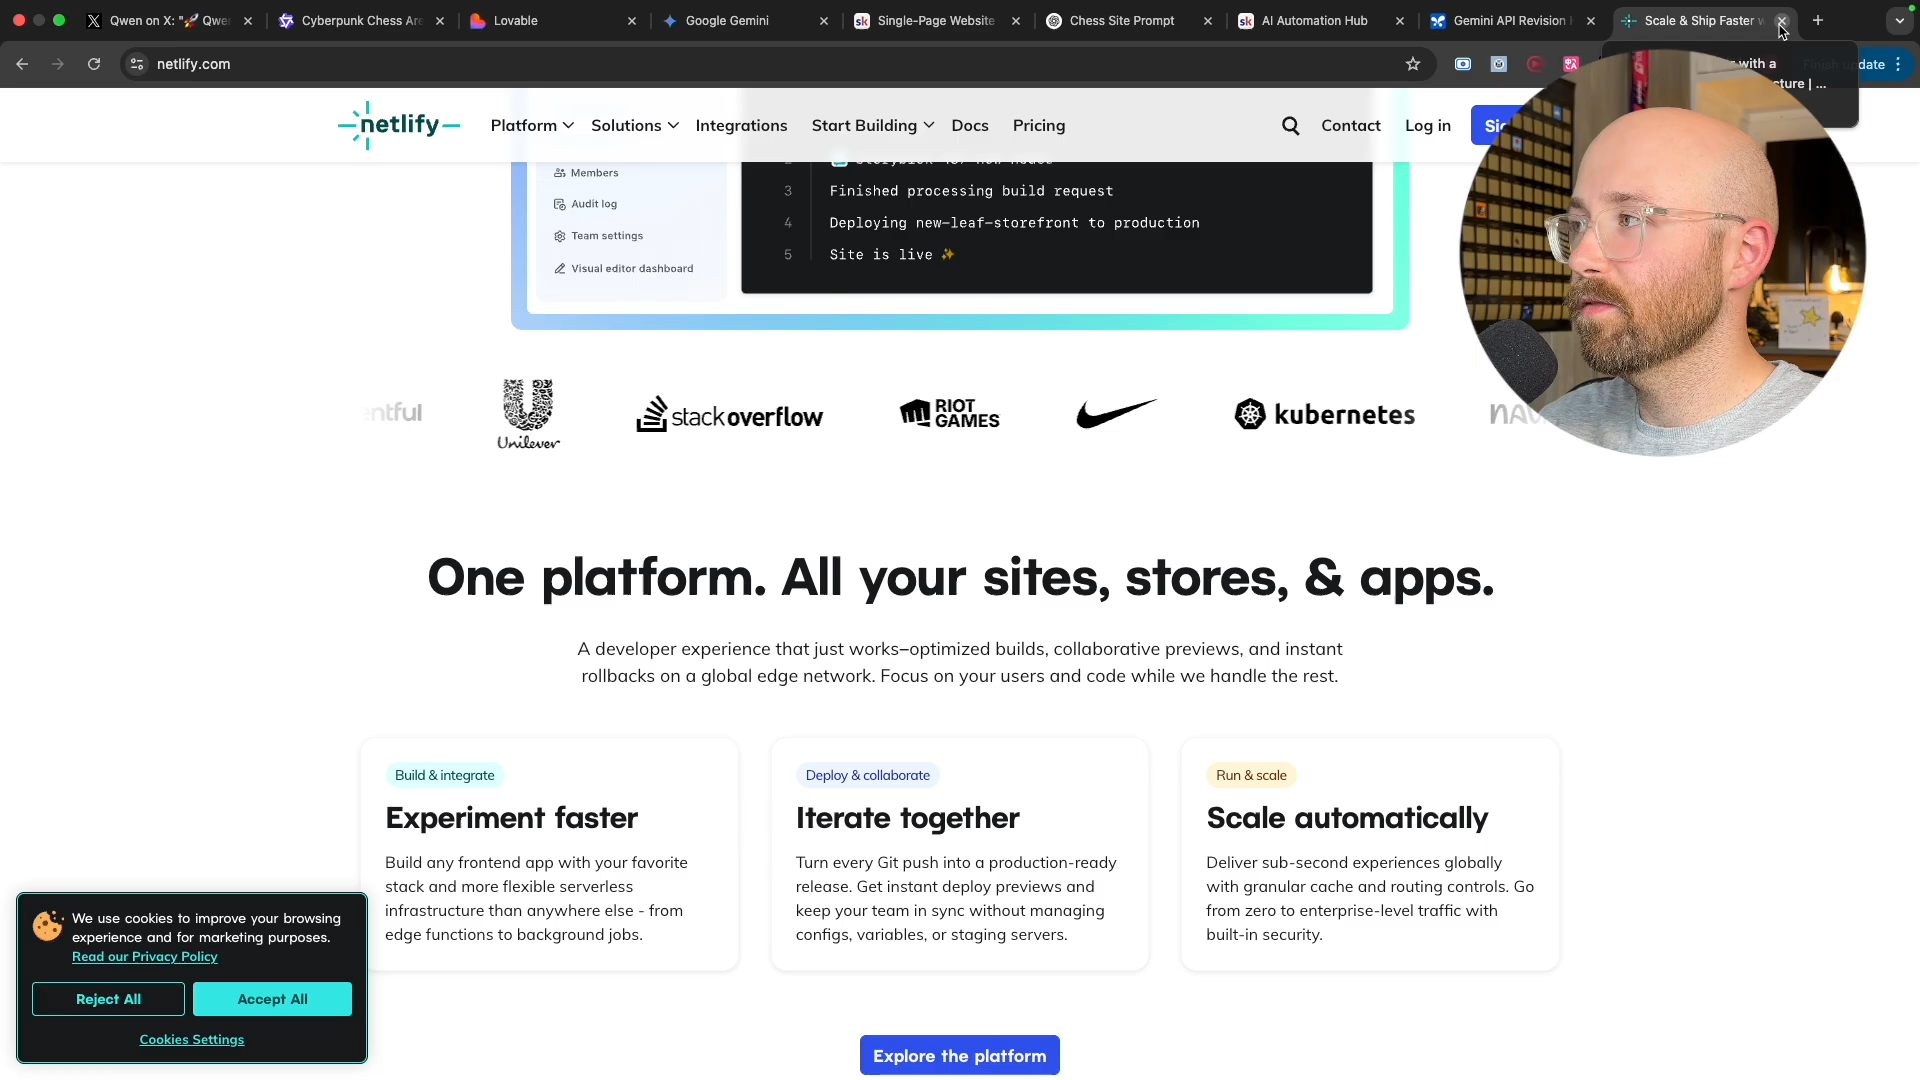 Qwen on X: "🚀 Qwen
Cyberpunk Chess Are
Lovable
Google Gemini
Single-Page Website
Chess Site Prompt
AI Automation Hub
Gemini API Revision
Scale & Ship Faster w
netlify.com
with a
Finish update
cture | ...
netlify
Platform
Solutions
Integrations
Start Building
Docs
Pricing
Contact
Log in
Members
Audit log
Team settings
Visual editor dashboard
3 Finished processing build request
4 Deploying new-leaf-storefront to production
5 Site is live ✨
entful
Unilever
stackoverflow
RIOT
GAMES
kubernetes
One platform. All your sites, stores, & apps.
A developer experience that just works–optimized builds, collaborative previews, and instant
rollbacks on a global edge network. Focus on your users and code while we handle the rest.
Build & integrate
Experiment faster
Build any frontend app with your favorite
stack and more flexible serverless
infrastructure than anywhere else - from
edge functions to background jobs.
Deploy & collaborate
Iterate together
Turn every Git push into a production-ready
release. Get instant deploy previews and
keep your team in sync without managing
configs, variables, or staging servers.
Run & scale
Scale automatically
Deliver sub-second experiences globally
with granular cache and routing controls. Go
from zero to enterprise-level traffic with
built-in security.
We use cookies to improve your browsing
experience and for marketing purposes.
Read our Privacy Policy
Reject All
Accept All
Cookies Settings
Explore the platform